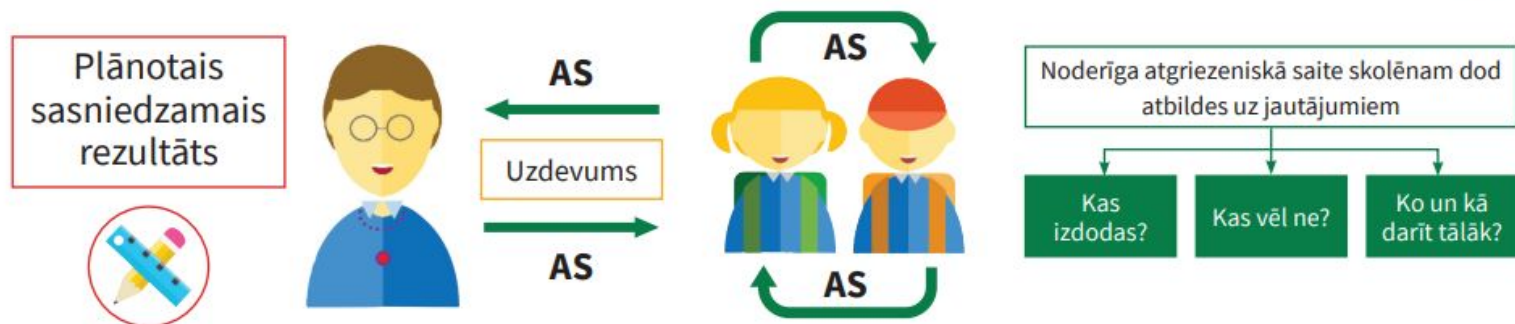 Plānotais
sasniedzamais
rezultāts
AS
Uzdevums
AS
AS
AS
Noderīga atgriezeniskā saite skolēnam dod
atbildes uz jautājumiem
Kas
izdodas?
Kas vēl ne?
Ko un kā
darīt tālāk?